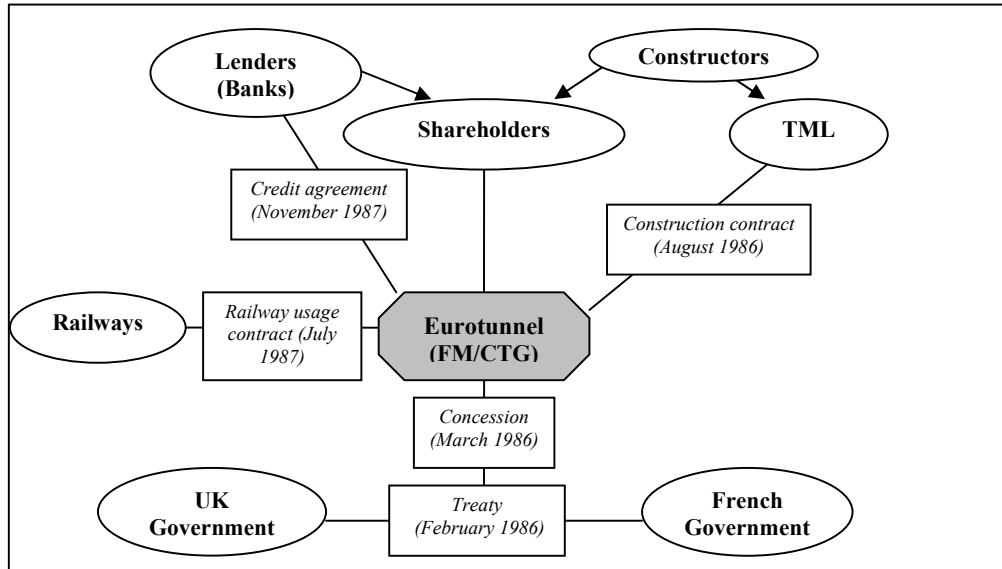 Lenders
(Banks)
Constructors
Shareholders
TML
Credit agreement
(November 1987)
Construction contract
(August 1986)
Railways
Railway usage
contract (July
1987)
Eurotunnel
(FM/CTG)
Concession
(March 1986)
UK
Government
Treaty
(February 1986)
French
Government